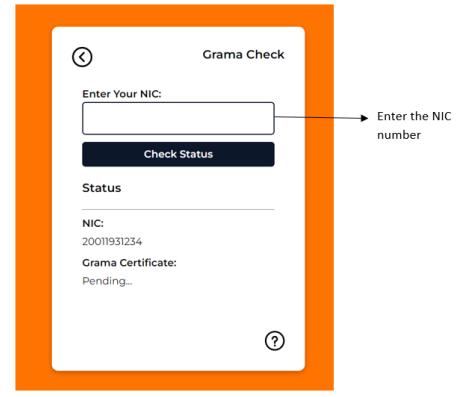 Grama Check
Enter Your NIC:
Enter the NIC
number
Check Status
Status
NIC:
20011931234
Grama Certificate:
Pending...
?